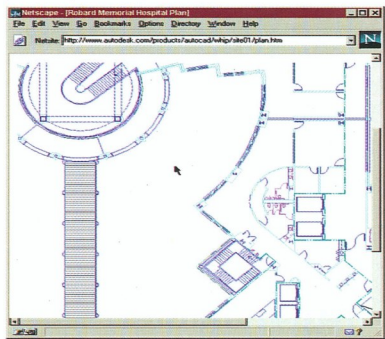 Netscape - [Robard Memorial Hospital Plan]
File Edit View Go Bookmarks Options Directory Window Help
Netsite: http://www.autodesk.com/products/autocad/whip/site01/plan.htm
N